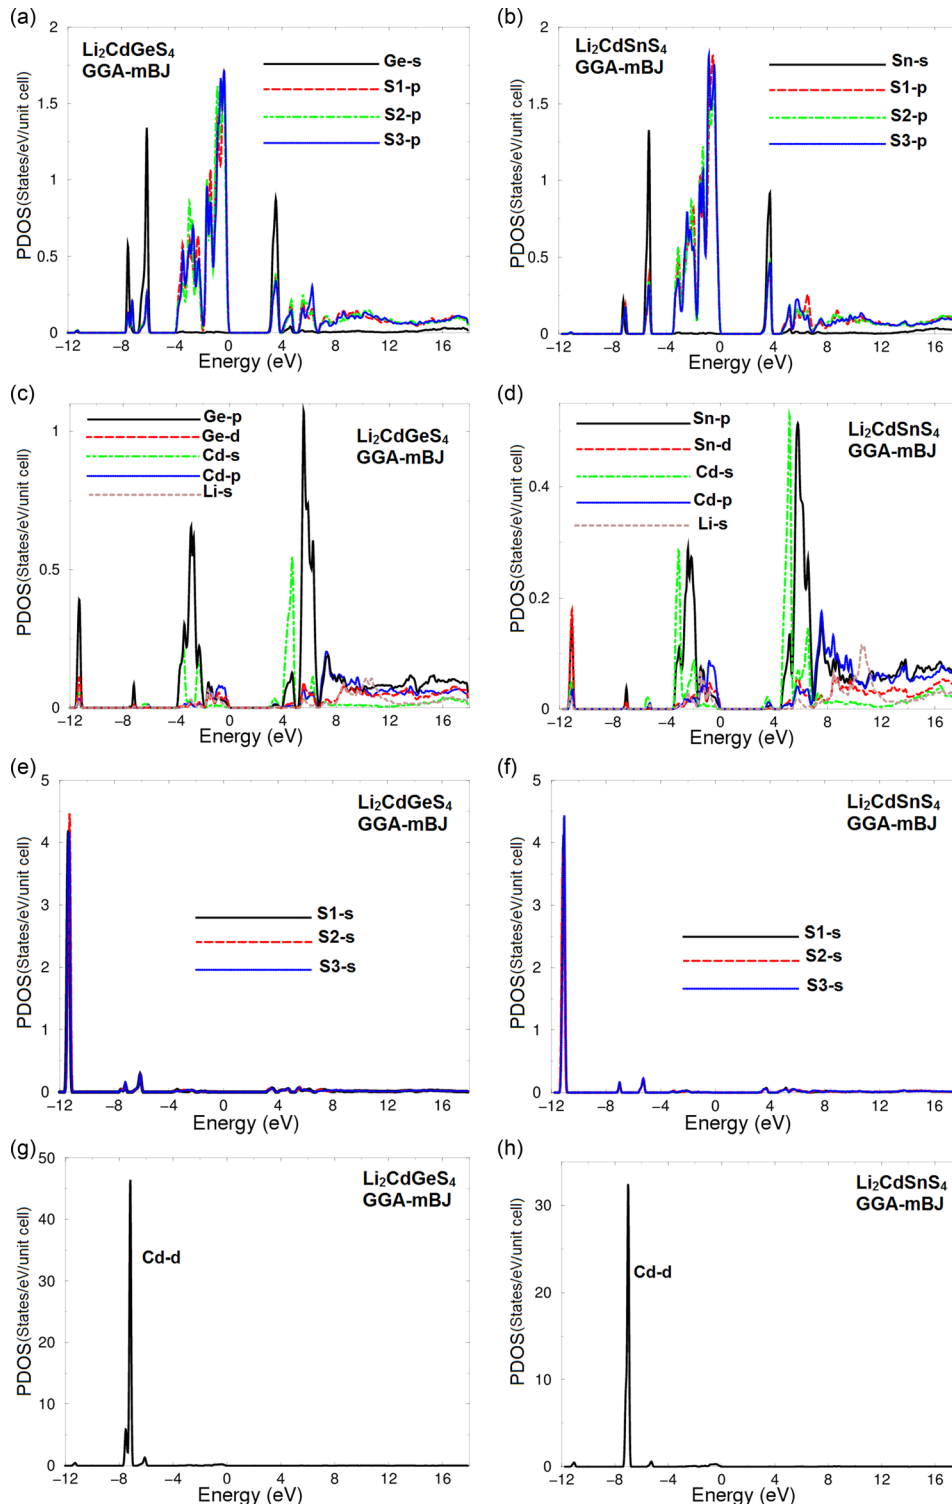 (a)
Li₂CdGeS₄
GGA-mBJ
Ge-s
S1-p
S2-p
S3-p
PDOS(States/eV/unit cell)
2
1.5
1
0.5
0
−12 −8 −4 0 4 8 12 16
Energy (eV)
(b)
Li₂CdSnS₄
GGA-mBJ
Sn-s
S1-p
S2-p
S3-p
PDOS(States/eV/unit cell)
2
1.5
1
0.5
0
−12 −8 −4 0 4 8 12 16
Energy (eV)
(c)
Ge-p
Ge-d
Cd-s
Cd-p
Li-s
Li₂CdGeS₄
GGA-mBJ
PDOS(States/eV/unit cell)
1
0.5
0
−12 −8 −4 0 4 8 12 16
Energy (eV)
(d)
Sn-p
Sn-d
Cd-s
Cd-p
Li-s
Li₂CdSnS₄
GGA-mBJ
PDOS(States/eV/unit cell)
0.4
0.2
0
−12 −8 −4 0 4 8 12 16
Energy (eV)
(e)
Li₂CdGeS₄
GGA-mBJ
S1-s
S2-s
S3-s
PDOS(States/eV/unit cell)
5
4
3
2
1
0
−12 −8 −4 0 4 8 12 16
Energy (eV)
(f)
Li₂CdSnS₄
GGA-mBJ
S1-s
S2-s
S3-s
PDOS(States/eV/unit cell)
5
4
3
2
1
0
−12 −8 −4 0 4 8 12 16
Energy (eV)
(g)
Li₂CdGeS₄
GGA-mBJ
Cd-d
PDOS(States/eV/unit cell)
50
40
30
20
10
0
−12 −8 −4 0 4 8 12 16
Energy (eV)
(h)
Li₂CdSnS₄
GGA-mBJ
Cd-d
PDOS(States/eV/unit cell)
30
20
10
0
−12 −8 −4 0 4 8 12 16
Energy (eV)